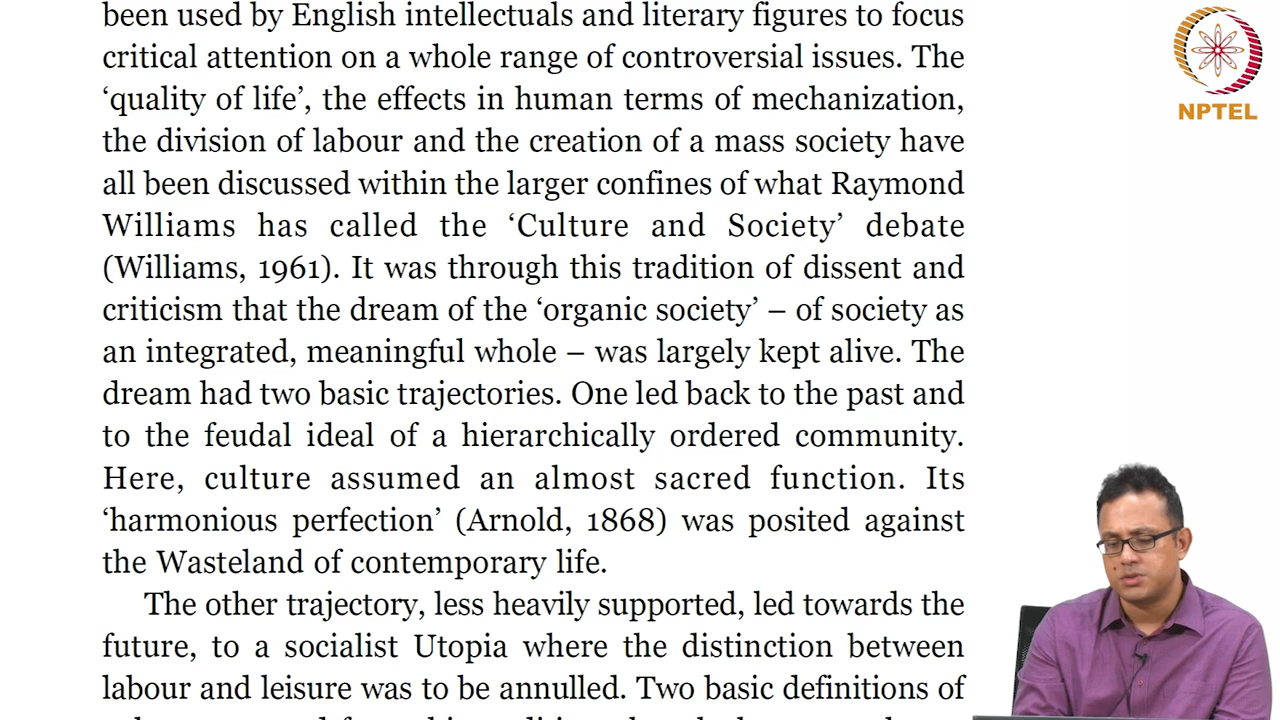 been used by English intellectuals and literary figures to focus
critical attention on a whole range of controversial issues. The
‘quality of life’, the effects in human terms of mechanization,
the division of labour and the creation of a mass society have
all been discussed within the larger confines of what Raymond
Williams has called the ‘Culture and Society’ debate
(Williams, 1961). It was through this tradition of dissent and
criticism that the dream of the ‘organic society’ – of society as
an integrated, meaningful whole – was largely kept alive. The
dream had two basic trajectories. One led back to the past and
to the feudal ideal of a hierarchically ordered community.
Here, culture assumed an almost sacred function. Its
‘harmonious perfection’ (Arnold, 1868) was posited against
the Wasteland of contemporary life.
The other trajectory, less heavily supported, led towards the
future, to a socialist Utopia where the distinction between
labour and leisure was to be annulled. Two basic definitions of
NPTEL